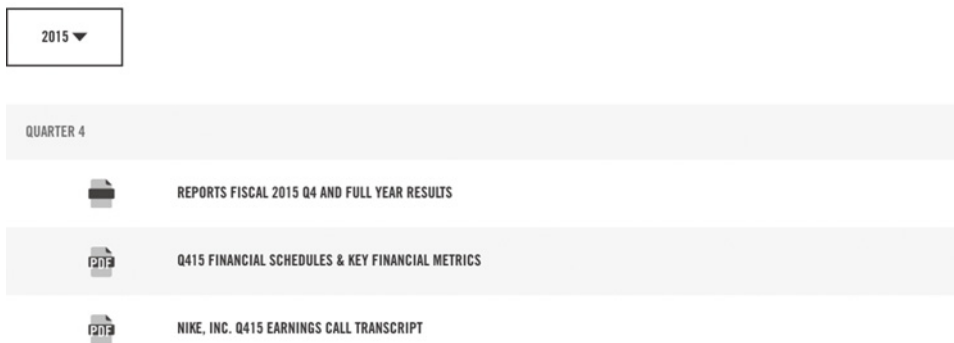 2015
QUARTER 4
REPORTS FISCAL 2015 Q4 AND FULL YEAR RESULTS
PDF
Q415 FINANCIAL SCHEDULES & KEY FINANCIAL METRICS
PDF
NIKE, INC. Q415 EARNINGS CALL TRANSCRIPT